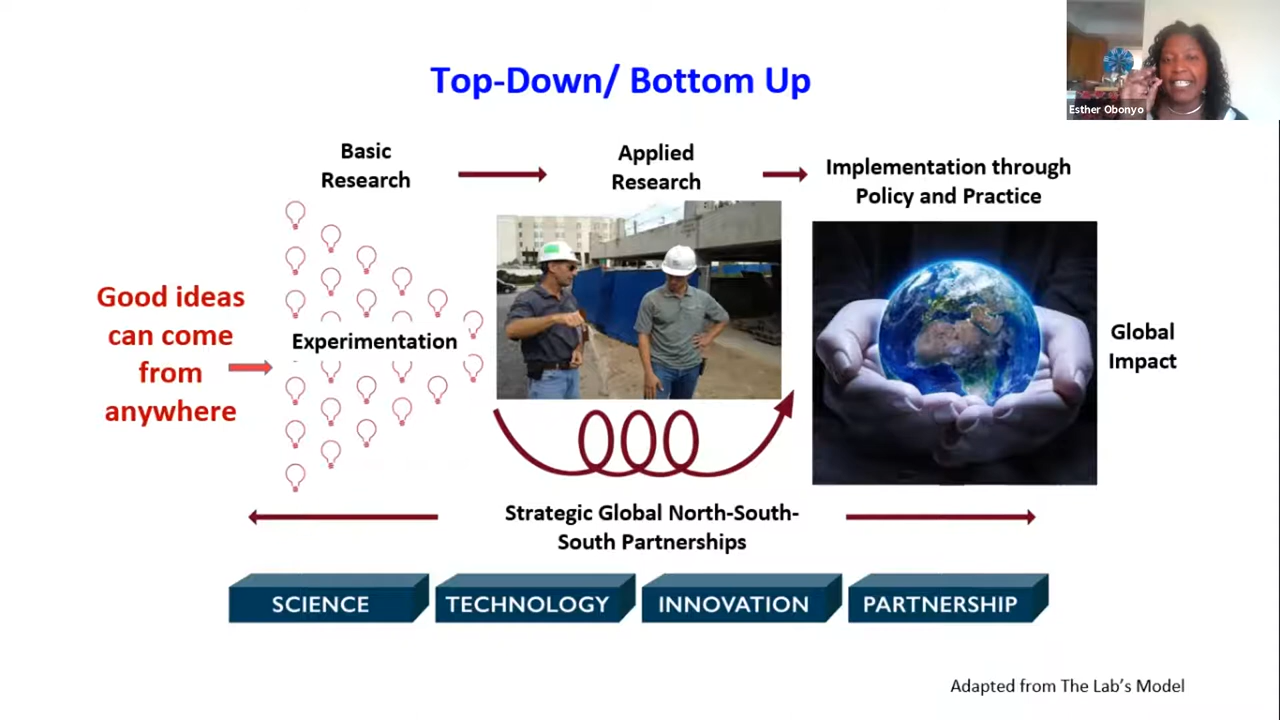 Top-Down/ Bottom Up
Esther Obonyo
Basic
Research
Applied
Research
Implementation through
Policy and Practice
Good ideas
can come
from
anywhere
Experimentation
Global
Impact
Strategic Global North-South-
South Partnerships
SCIENCE
TECHNOLOGY
INNOVATION
PARTNERSHIP
Adapted from The Lab's Model